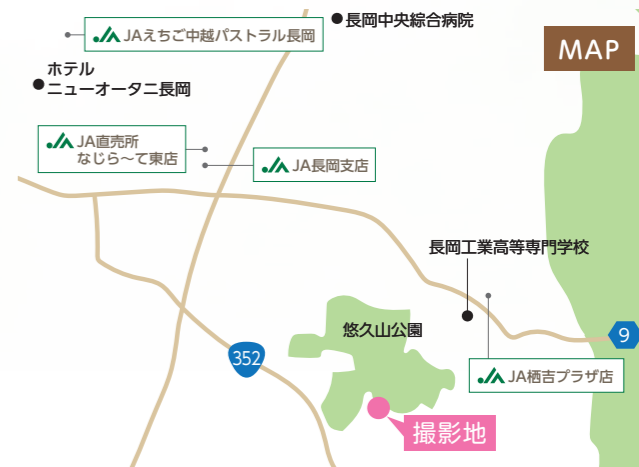 JAえちご中越パストラル長岡
長岡中央綜合病院
MAP
ホテル
ニューオータニ長岡
JA直売所
なじら〜て東店
JA長岡支店
長岡工業高等専門学校
悠久山公園
9
352
JA栖吉プラザ店
撮影地